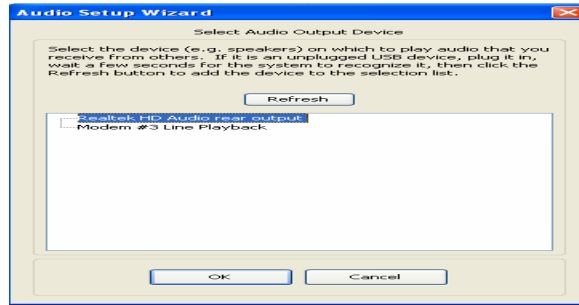 Audio Setup Wizard
Select Audio Output Device
Select the device (e.g. speakers) on which to play audio that you
receive from others.  If it is an unplugged USB device, plug it in,
wait a few seconds for the system to recognize it, then click the
Refresh button to add the device to the selection list.
Refresh
Realtek HD Audio rear output
Modem #3 Line Playback
OK
Cancel